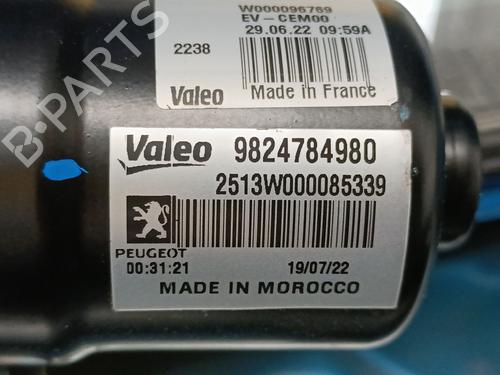 W000096769
EV-CEM00
29.06.22 09:59A
2238
Valeo Made in France
B-PARTS
Valeo 9824784980
2513W000085339
PEUGEOT
00:31:21 19/07/22
MADE IN MOROCCO